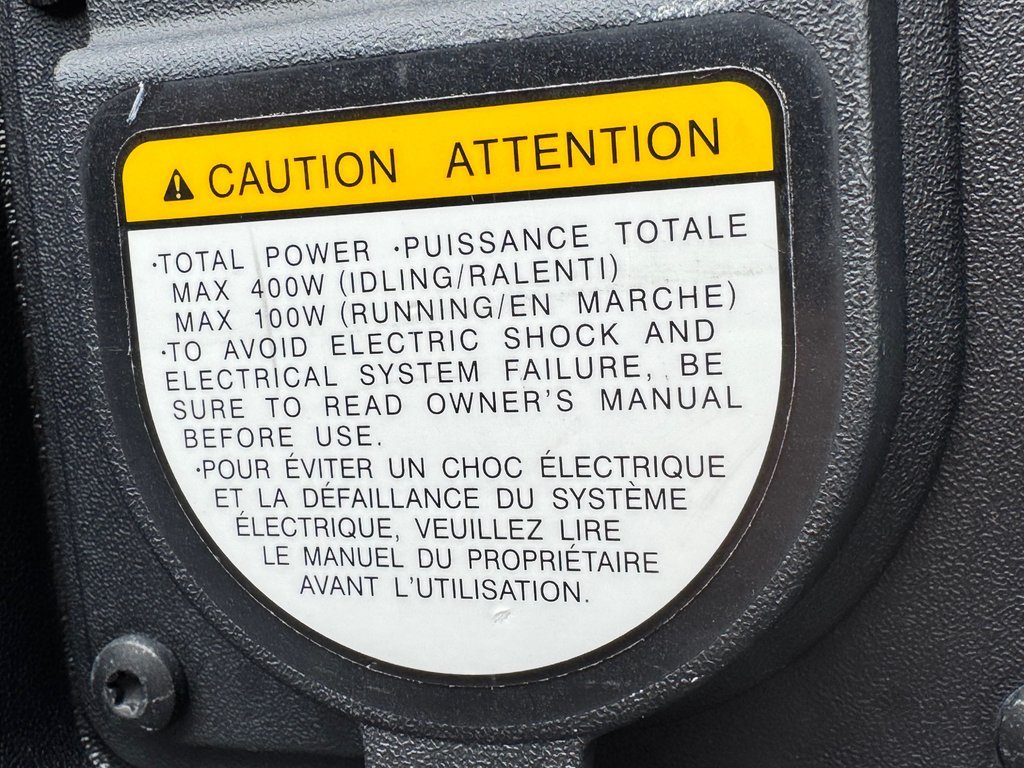 CAUTION ATTENTION
·TOTAL POWER ·PUISSANCE TOTALE
MAX 400W (IDLING/RALENTI)
MAX 100W (RUNNING/EN MARCHE)
·TO AVOID ELECTRIC SHOCK AND
ELECTRICAL SYSTEM FAILURE, BE
SURE TO READ OWNER'S MANUAL
BEFORE USE.
·POUR ÉVITER UN CHOC ÉLECTRIQUE
ET LA DÉFAILLANCE DU SYSTÈME
ÉLECTRIQUE, VEUILLEZ LIRE
LE MANUEL DU PROPRIÉTAIRE
AVANT L'UTILISATION.